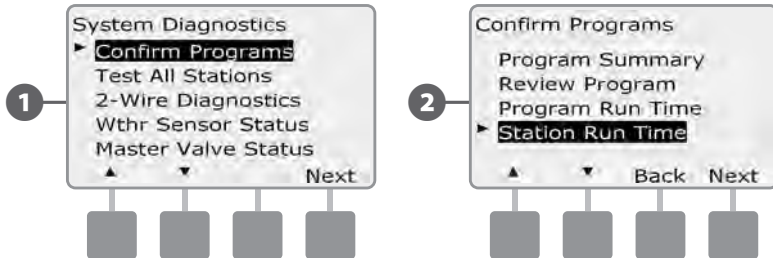 1
System Diagnostics
Confirm Programs
Test All Stations
2-Wire Diagnostics
Wthr Sensor Status
Master Valve Status
Next
2
Confirm Programs
Program Summary
Review Program
Program Run Time
Station Run Time
Back Next